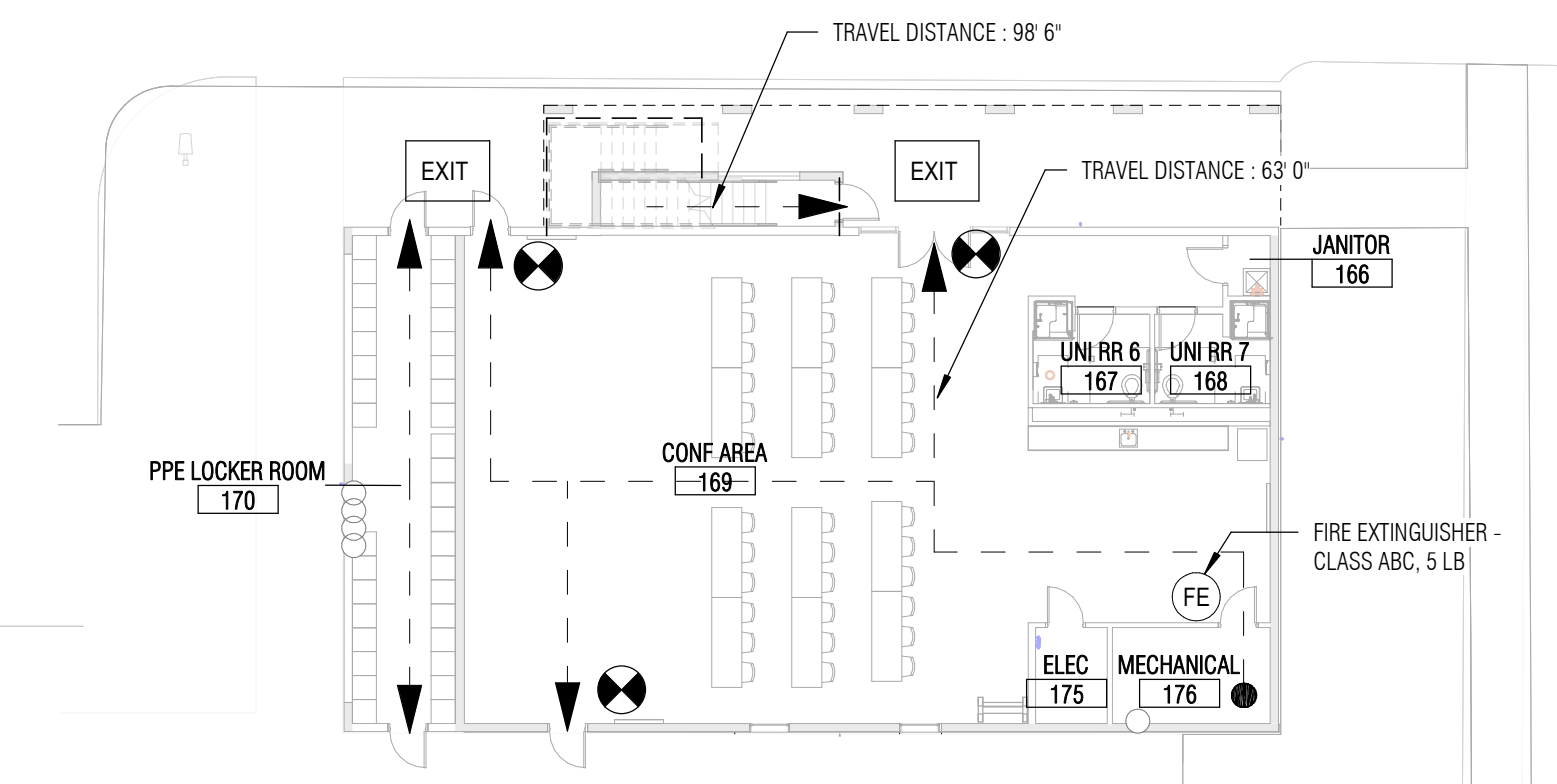 TRAVEL DISTANCE : 98' 6"
EXIT
EXIT
TRAVEL DISTANCE : 63' 0"
JANITOR
166
UNI RR 6
167
UNI RR 7
168
CONF AREA
169
PPE LOCKER ROOM
170
FIRE EXTINGUISHER -
CLASS ABC, 5 LB
FE
ELEC
175
MECHANICAL
176